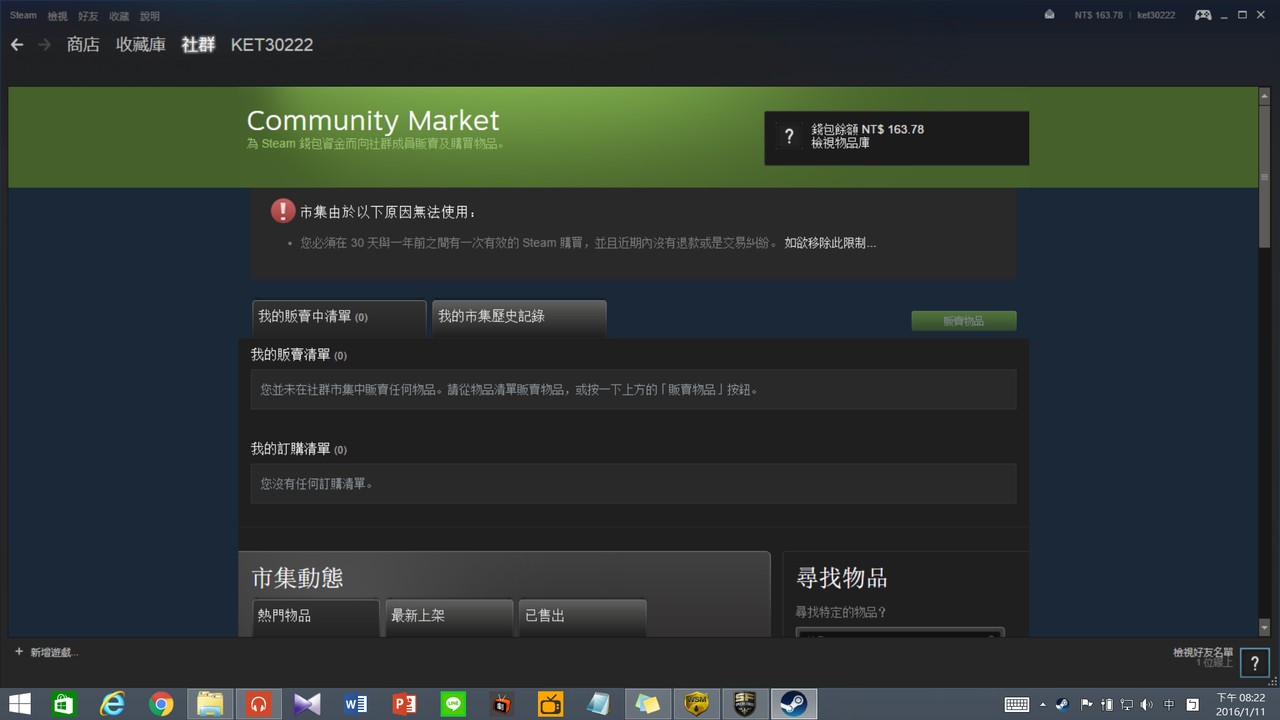 Steam 檢視 好友 收藏 說明
NT$ 163.78 | ket30222
商店 收藏庫 社群 KET30222
Community Market
為 Steam 錢包資金而向社群成員販賣及購買物品。
? 錢包餘額 NT$ 163.78
檢視物品庫
! 市集由於以下原因無法使用：
• 您必須在 30 天與一年前之間有一次有效的 Steam 購買，並且近期內沒有退款或是交易糾紛。 如欲移除此限制...
我的販賣中清單 (0) 我的市集歷史記錄
販賣物品
我的販賣清單 (0)
您並未在社群市集中販賣任何物品。請從物品清單販賣物品，或按一下上方的「販賣物品」按鈕。
我的訂購清單 (0)
您沒有任何訂購清單。
市集動態
熱門物品 最新上架 已售出
尋找物品
尋找特定的物品？
+ 新增遊戲...
檢視好友名單
1 位線上
?
WSM
SF
中
下午 08:22
2016/1/11